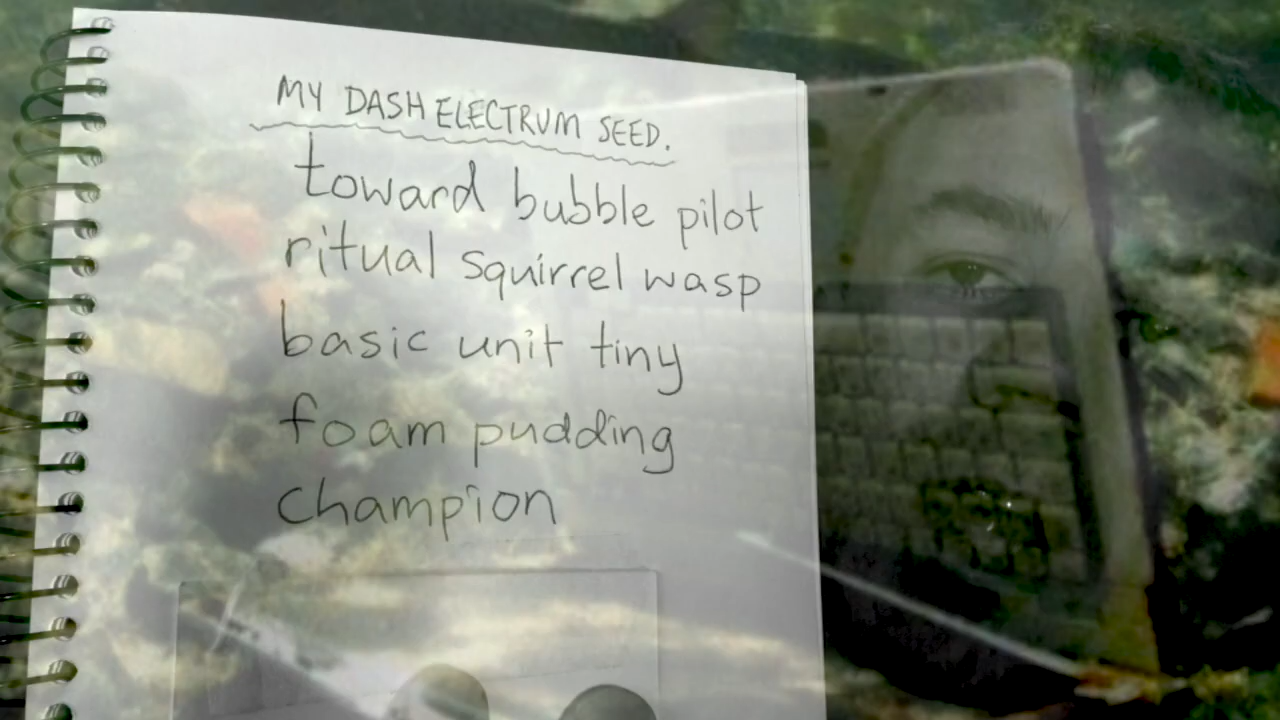 MY DASH ELECTRUM SEED.
toward bubble pilot
ritual squirrel wasp
basic unit tiny
foam pudding
champion